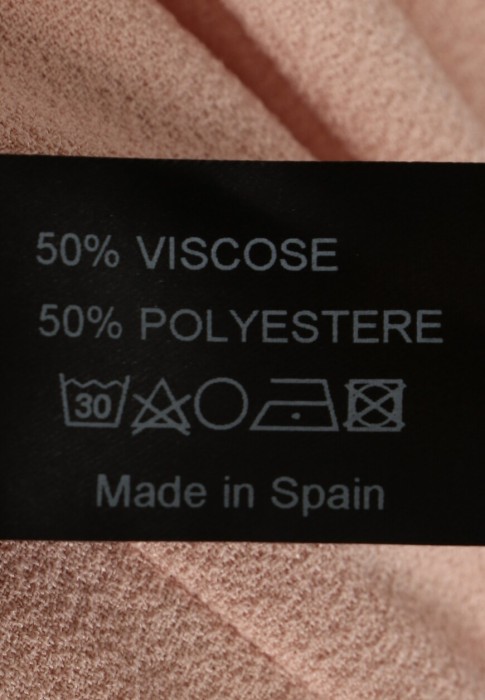 50% VISCOSE
50% POLYESTERE
30
Made in Spain